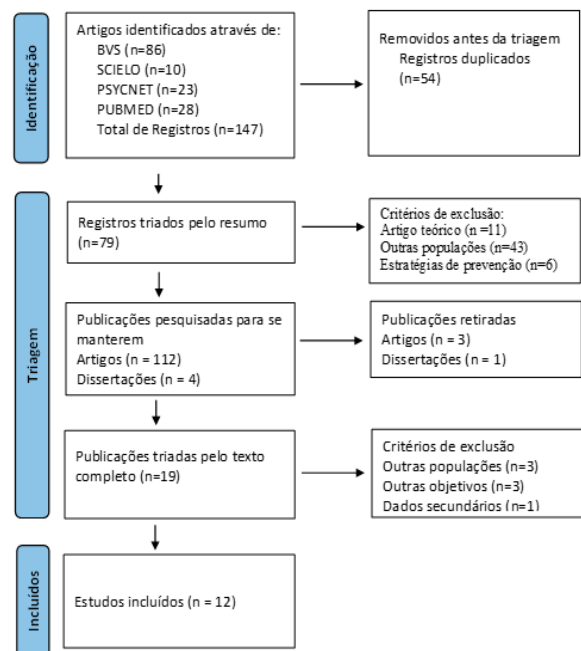 Identificação
Artigos identificados através de:
BVS (n=86)
SCIELO (n=10)
PSYCNET (n=23)
PUBMED (n=28)
Total de Registros (n=147)
Removidos antes da triagem
Registros duplicados
(n=54)
Triagem
Registros triados pelo resumo
(n=79)
Critérios de exclusão:
Artigo teórico (n =11)
Outras populações (n=43)
Estratégias de prevenção (n=6)
Publicações pesquisadas para se
manterem
Artigos (n = 112)
Dissertações (n = 4)
Publicações retiradas
Artigos (n = 3)
Dissertações (n = 1)
Publicações triadas pelo texto
completo (n=19)
Critérios de exclusão
Outras populações (n=3)
Outras objetivos (n=3)
Dados secundários (n=1)
Incluídos
Estudos incluídos (n = 12)